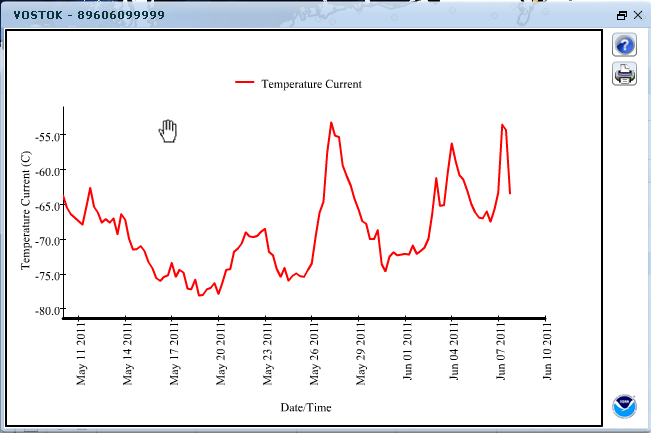 VOSTOK - 89606099999
Temperature Current
Temperature Current (C)
-55.0
-60.0
-65.0
-70.0
-75.0
-80.0
May 11 2011
May 14 2011
May 17 2011
May 20 2011
May 23 2011
May 26 2011
May 29 2011
Jun 01 2011
Jun 04 2011
Jun 07 2011
Jun 10 2011
Date/Time